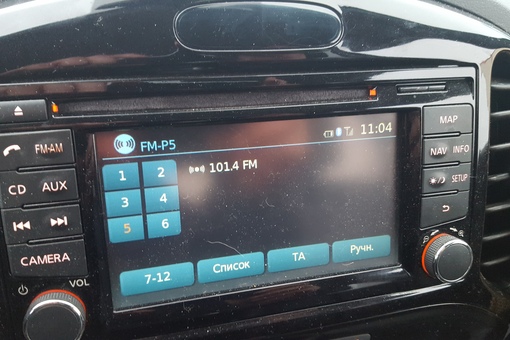 FM-P5 11:04
MAP
FM-AM
1 2 101.4 FM
NAV INFO
CD AUX
3 4
SETUP
5 6
CAMERA
7-12 Список TA Ручн.
VOL